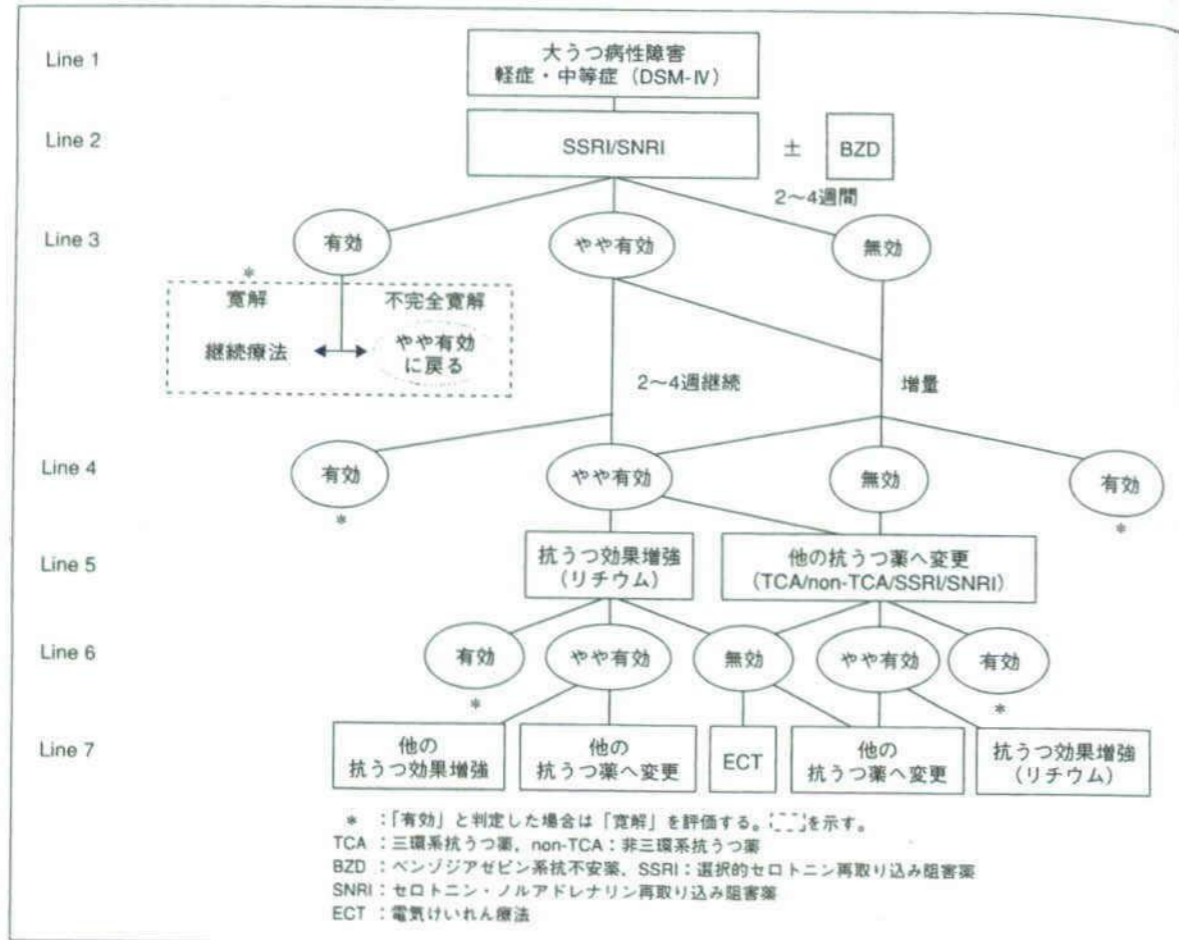 Line 1
大うつ病性障害
軽症・中等症（DSM-Ⅳ）
Line 2
SSRI/SNRI
±
BZD
2〜4週間
Line 3
有効
やや有効
無効
*
寛解
不完全寛解
継続療法
やや有効
に戻る
2〜4週継続
増量
Line 4
有効
やや有効
無効
有効
*
*
Line 5
抗うつ効果増強
（リチウム）
他の抗うつ薬へ変更
（TCA/non-TCA/SSRI/SNRI）
Line 6
有効
やや有効
無効
やや有効
有効
*
*
Line 7
他の
抗うつ効果増強
他の
抗うつ薬へ変更
ECT
他の
抗うつ薬へ変更
抗うつ効果増強
（リチウム）
* ：「有効」と判定した場合は「寛解」を評価する。を示す。
TCA ：三環系抗うつ薬、non-TCA：非三環系抗うつ薬
BZD ：ベンゾジアゼピン系抗不安薬、SSRI：選択的セロトニン再取り込み阻害薬
SNRI：セロトニン・ノルアドレナリン再取り込み阻害薬
ECT ：電気けいれん療法